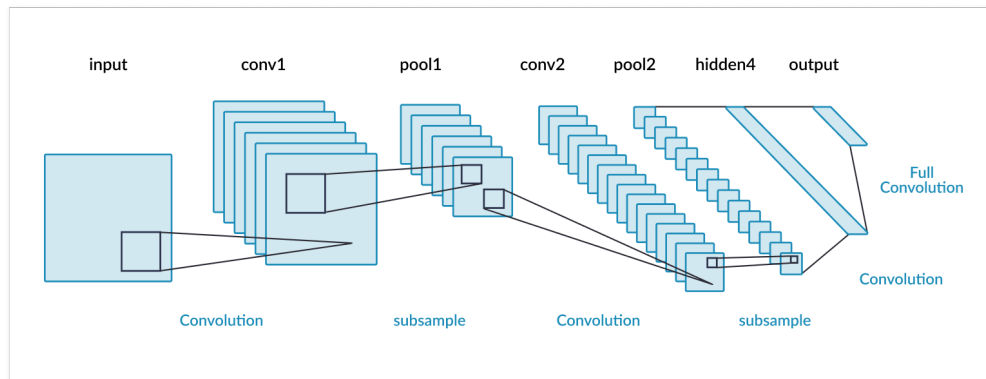 input
conv1
pool1
conv2
pool2
hidden4
output
Full
Convolution
Convolution
Convolution
subsample
Convolution
subsample